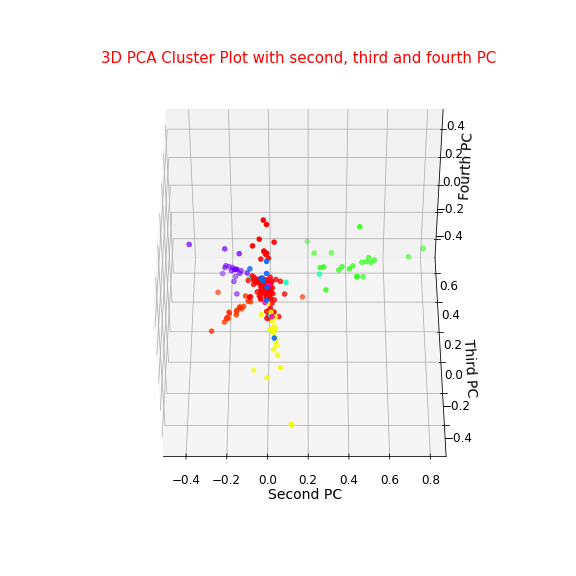 3D PCA Cluster Plot with second, third and fourth PC
0.4
0.2
0.0
−0.2
−0.4
Fourth PC
0.6
0.4
0.2
0.0
−0.2
−0.4
Third PC
−0.4 −0.2 0.0 0.2 0.4 0.6 0.8
Second PC